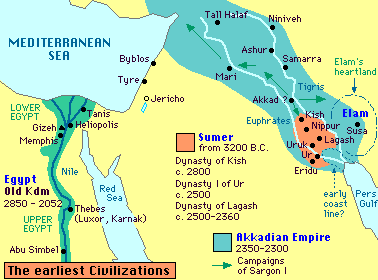 Tall Halaf
Niniveh
MEDITERRANEAN
SEA
Ashur
Byblos
Samarra
Elam's
heartland
Mari
Tyre
Tigris
Jericho
Akkad ?
LOWER
EGYPT
Tanis
Kish
Elam
Euphrates
Gizeh
Heliopolis
Nippur
Susa
Memphis
Sumer
from 3200 B.C.
Lagash
Uruk
Ur
Dynasty of Kish
c. 2800
Eridu
Egypt
Old Kdm
2850 - 2052
Nile
Red
Sea
Dynasty I of Ur
c. 2500
early
coast
line?
Pers
Gulf
Dynasty of Lagash
c. 2500-2360
UPPER
EGYPT
Thebes
(Luxor, Karnak)
Akkadian Empire
2350-2300
Abu Simbel
Campaigns
of Sargon I
The earliest Civilizations